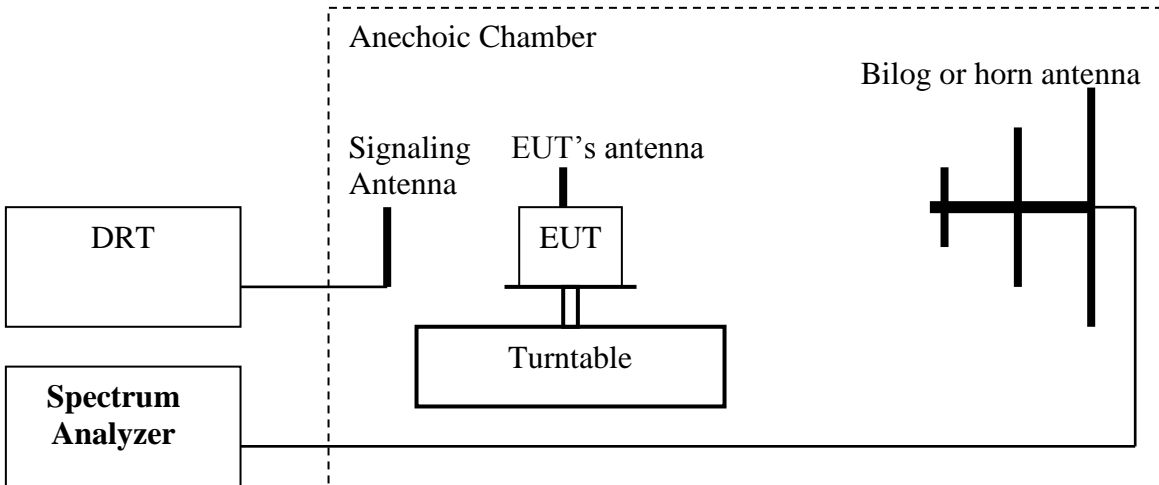 Anechoic Chamber
Bilog or horn antenna
Signaling
Antenna
EUT’s antenna
DRT
EUT
Turntable
Spectrum
Analyzer